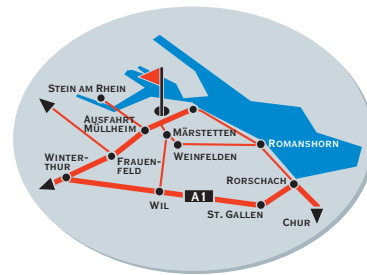 STEIN AM RHEIN
AUSFAHRT
MÜLLHEIM
MÄRSTETTEN
ROMANSHORN
WEINFELDEN
WINTER-
THUR
FRAUEN-
FELD
RORSCHACH
A1
WIL
ST. GALLEN
CHUR